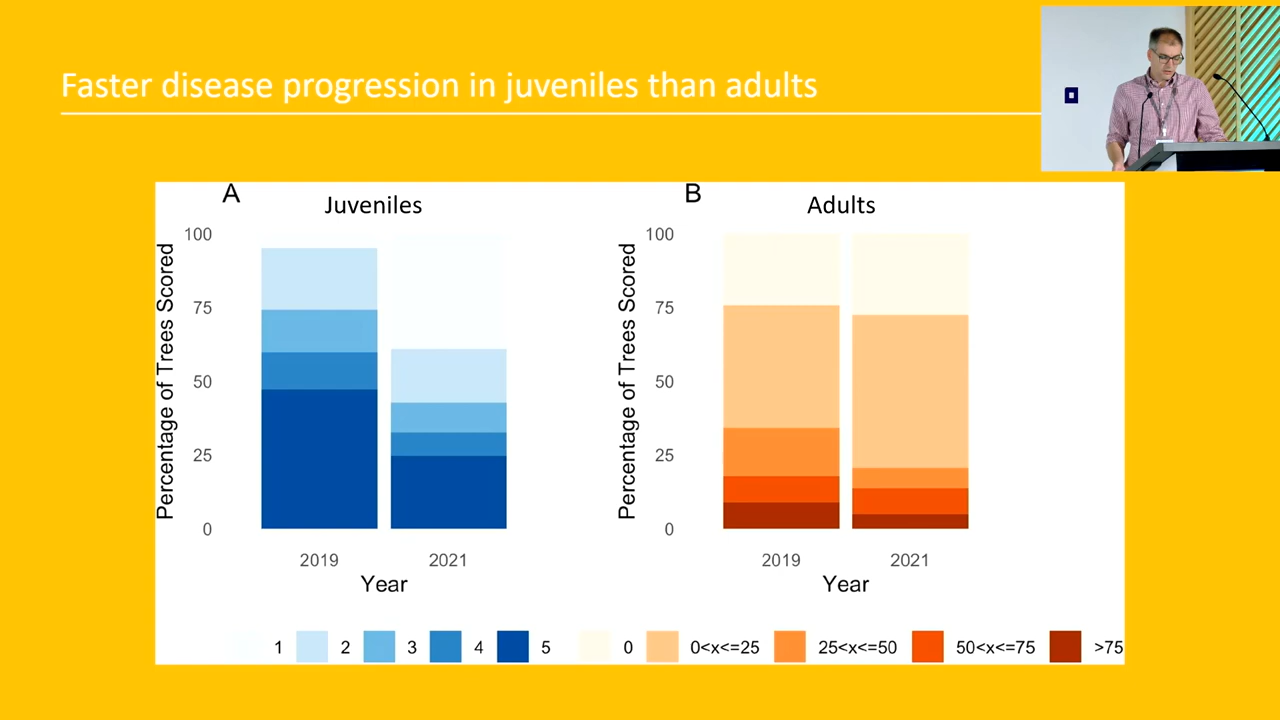 Faster disease progression in juveniles than adults
A
Juveniles
Percentage of Trees Scored
100
75
50
25
0
2019
2021
Year
1
2
3
4
5
B
Adults
Percentage of Trees Scored
100
75
50
25
0
2019
2021
Year
0
0<x<=25
25<x<=50
50<x<=75
>75